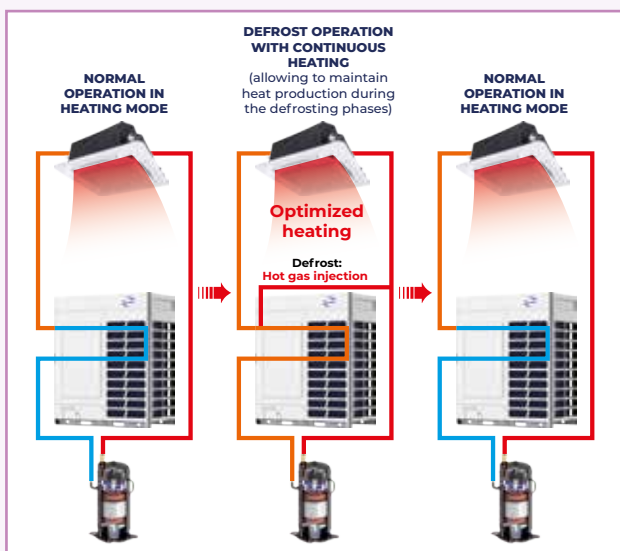 NORMAL
OPERATION IN
HEATING MODE
DEFROST OPERATION
WITH CONTINUOUS
HEATING
(allowing to maintain
heat production during
the defrosting phases)
Optimized
heating
Defrost:
Hot gas injection
NORMAL
OPERATION IN
HEATING MODE